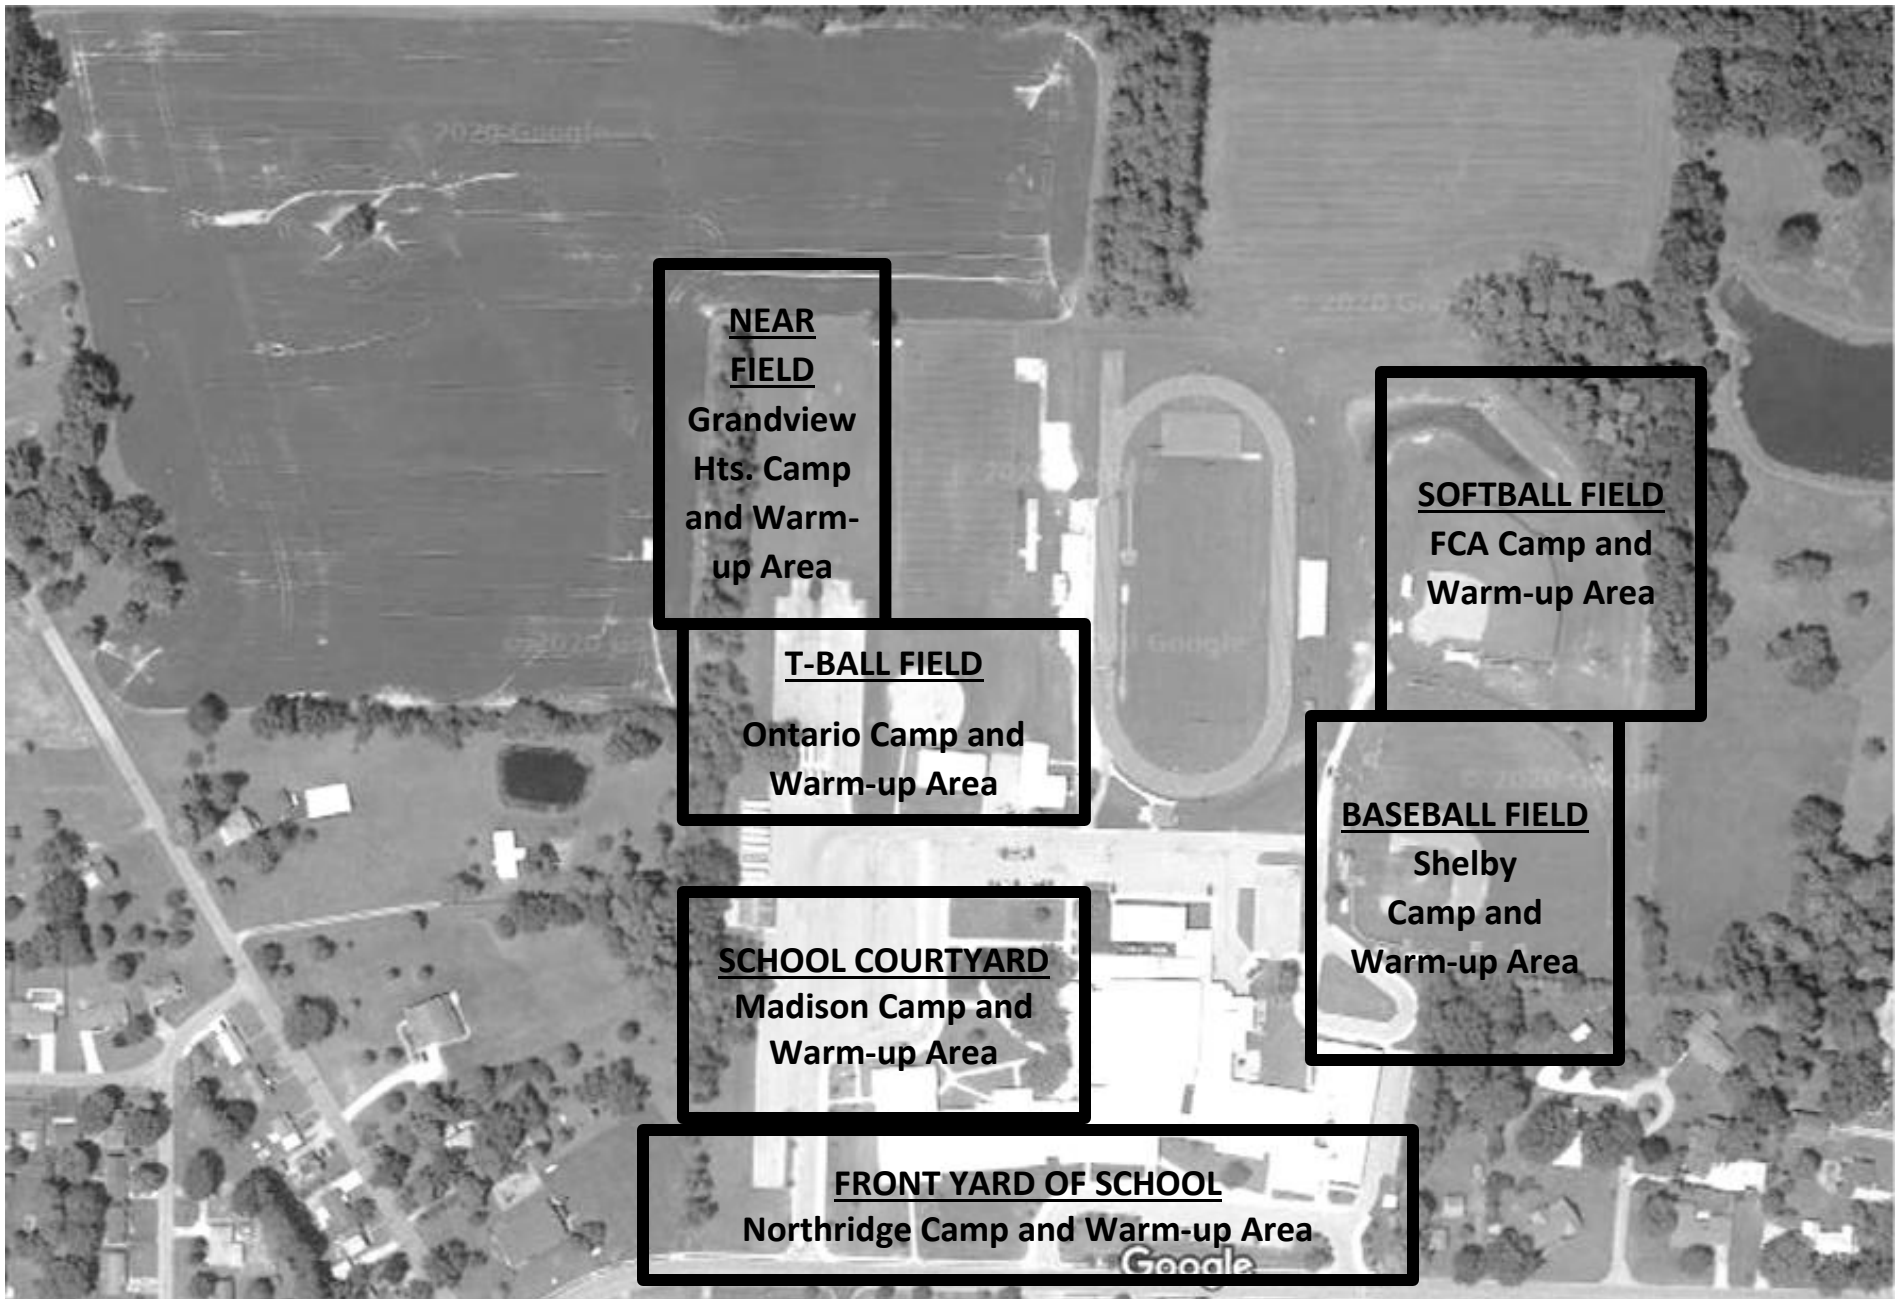 © 2020 Google
NEAR
FIELD
Grandview
Hts. Camp
and Warm-
up Area
SOFTBALL FIELD
FCA Camp and
Warm-up Area
T-BALL FIELD
Ontario Camp and
Warm-up Area
BASEBALL FIELD
Shelby
Camp and
Warm-up Area
SCHOOL COURTYARD
Madison Camp and
Warm-up Area
FRONT YARD OF SCHOOL
Northridge Camp and Warm-up Area
Google